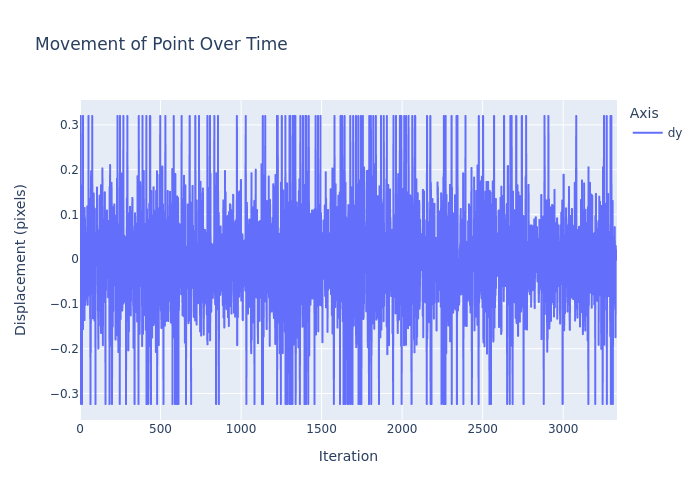 Movement of Point Over Time
Axis
dy
0.3
0.2
0.1
0
−0.1
−0.2
−0.3
Displacement (pixels)
0
500
1000
1500
2000
2500
3000
Iteration